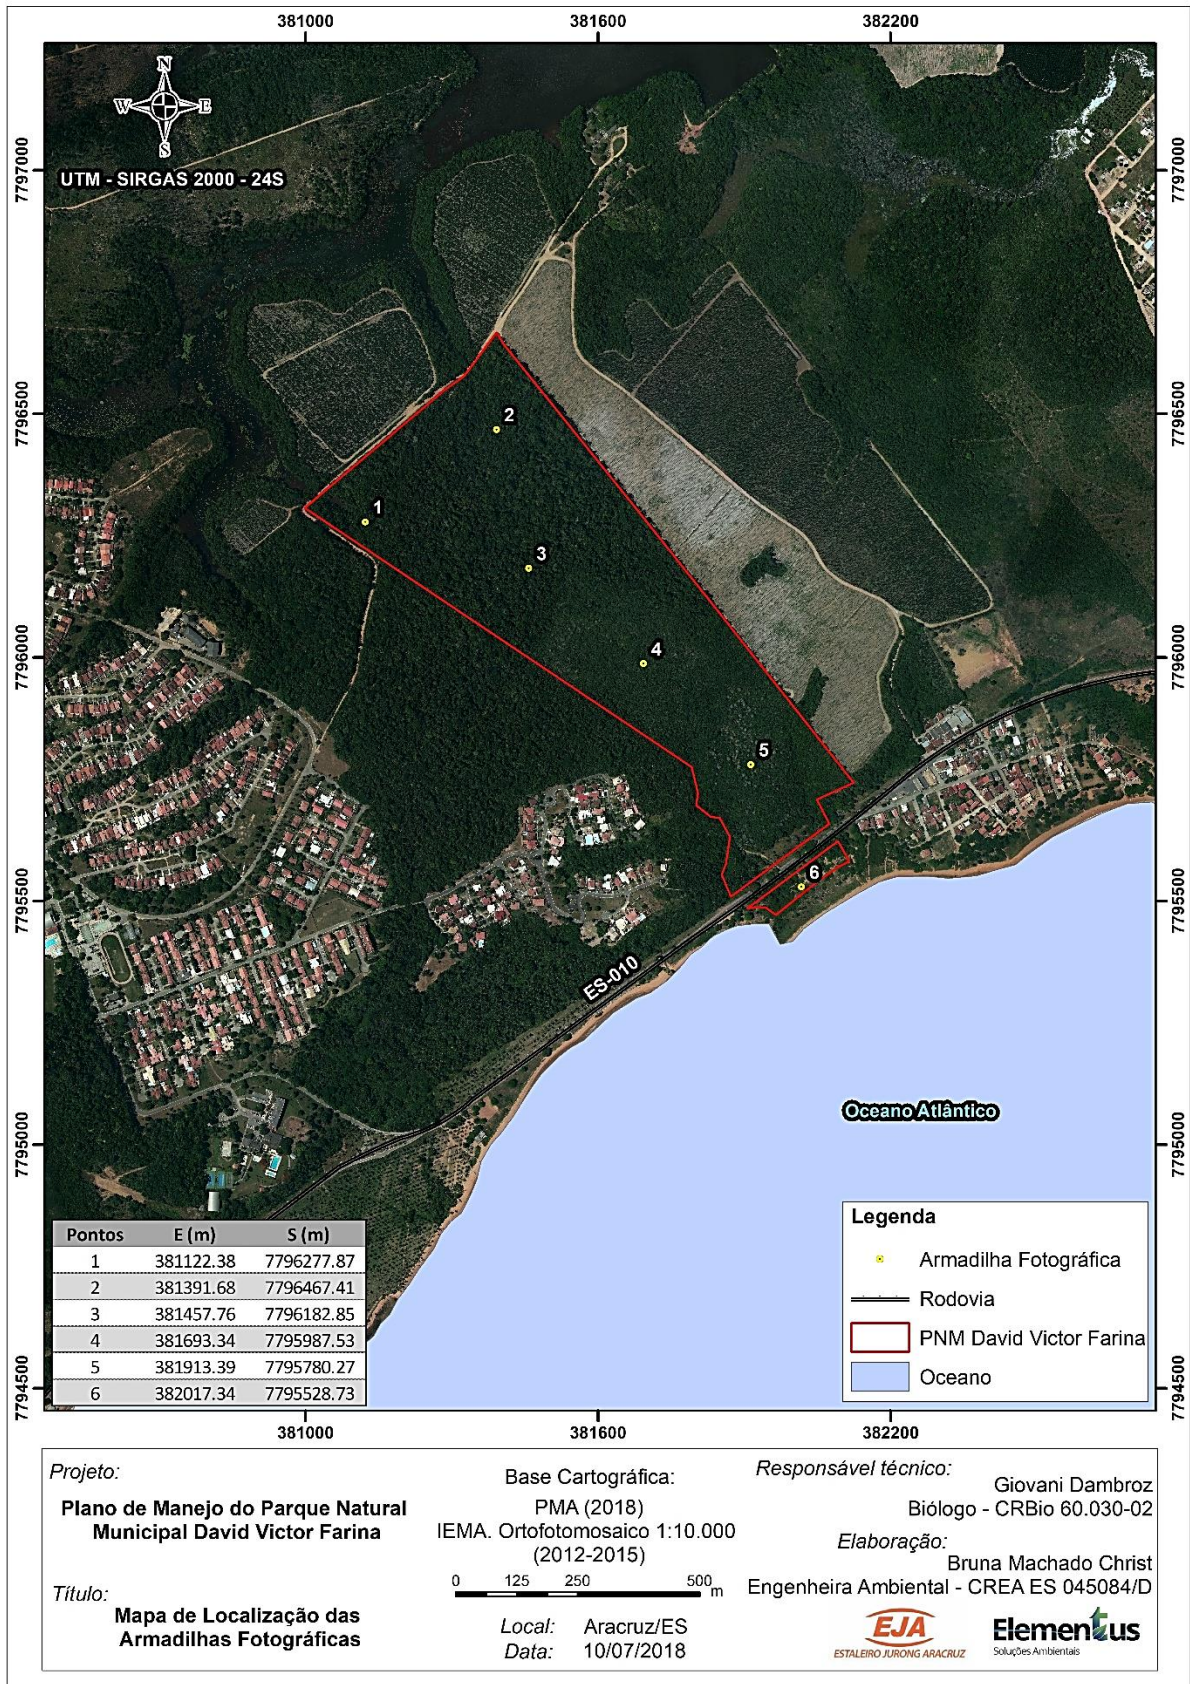 381000 381600 382200
N
W E
S
UTM - SIRGAS 2000 - 24S
7797000 7797000
7796500 7796500
2
1
3
7796000 7796000
4
5
6
7795500 7795500
ES-010
Oceano Atlântico
7795000 7795000
Pontos E (m) S (m)
1 381122.38 7796277.87
2 381391.68 7796467.41
3 381457.76 7796182.85
4 381693.34 7795987.53
5 381913.39 7795780.27
6 382017.34 7795528.73
Legenda
Armadilha Fotográfica
Rodovia
PNM David Victor Farina
Oceano
7794500 7794500
381000 381600 382200
Projeto:
Plano de Manejo do Parque Natural
Municipal David Victor Farina
Título:
Mapa de Localização das
Armadilhas Fotográficas
Base Cartográfica:
PMA (2018)
IEMA. Ortofotomosaico 1:10.000
(2012-2015)
0 125 250 500
m
Local: Aracruz/ES
Data: 10/07/2018
Responsável técnico:
Giovani Dambroz
Biólogo - CRBio 60.030-02
Elaboração:
Bruna Machado Christ
Engenheira Ambiental - CREA ES 045084/D
EJA
ESTALEIRO JURONG ARACRUZ
Elementus
Soluções Ambientais